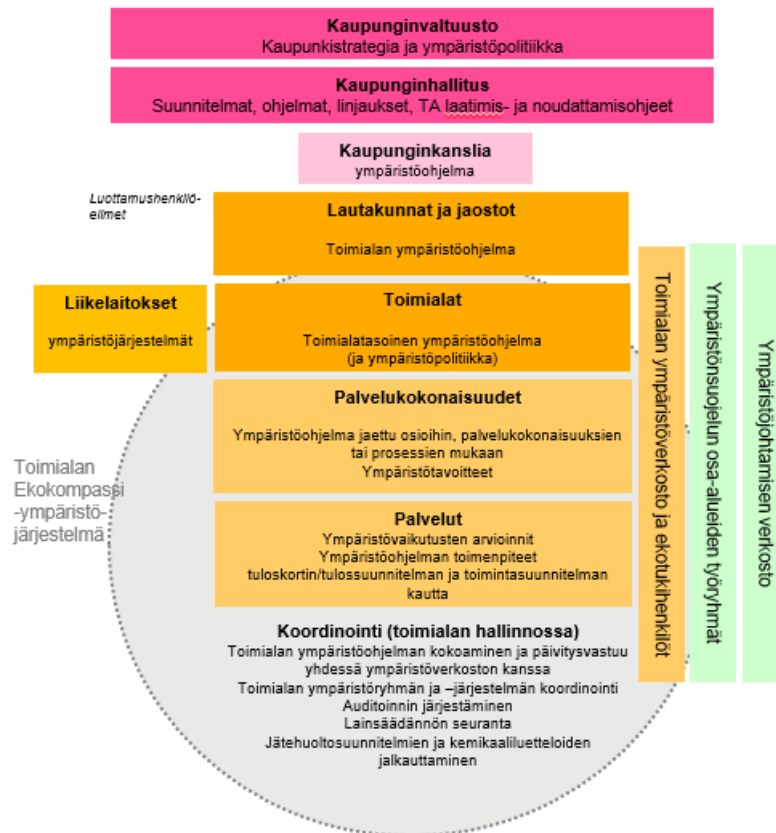 Kaupunginvaltuusto
Kaupunkistrategia ja ympäristöpolitiikka
Kaupunginhallitus
Suunnitelmat, ohjelmat, linjaukset, TA laatimis- ja noudattamisohjeet
Kaupunginkanslia
ympäristöohjelma
Luottamushenkilö-
elimet
Lautakunnat ja jaostot
Toimialan ympäristöohjelma
Liikelaitokset
ympäristöjärjestelmät
Toimialat
Toimialatasoinen ympäristöohjelma
(ja ympäristöpolitiikka)
Palvelukokonaisuudet
Ympäristöohjelma jaettu osioihin, palvelukokonaisuuksien
tai prosessien mukaan
Ympäristötavoitteet
Toimialan
Ekokompassi
-ympäristö-
järjestelmä
Palvelut
Ympäristövaikutusten arvioinnit
Ympäristöohjelman toimenpiteet
tuloskortin/tulossuunnitelman ja toimintasuunnitelman
kautta
Koordinointi (toimialan hallinnossa)
Toimialan ympäristöohjelman kokoaminen ja päivitysvastuu
yhdessä ympäristöverkoston kanssa
Toimialan ympäristöryhmän ja –järjestelmän koordinointi
Auditoinnin järjestäminen
Lainsäädännön seuranta
Jätehuoltosuunnitelmien ja kemikaaliluetteloiden
jalkauttaminen
Toimialan ympäristöverkosto ja ekotukihenkilöt
Ympäristönsuojelun osa-alueiden työryhmät
Ympäristöjohtamisen verkosto